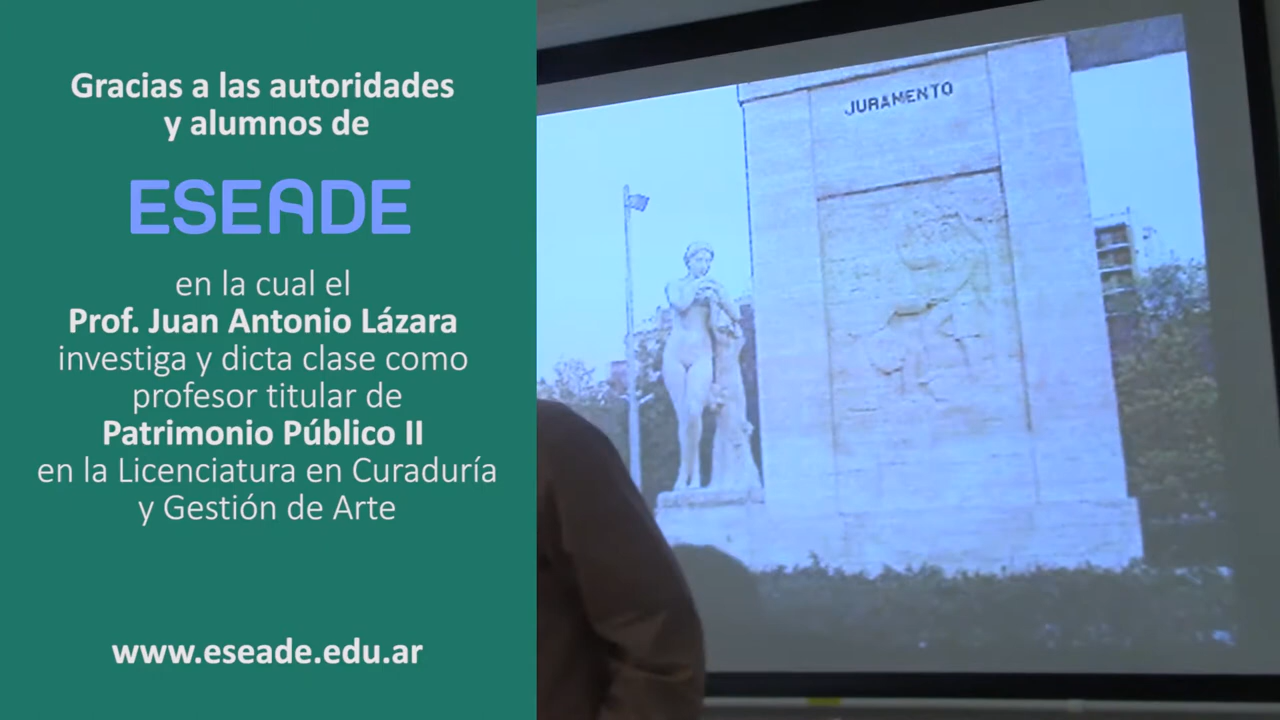 Gracias a las autoridades
y alumnos de
ESEADE
en la cual el
Prof. Juan Antonio Lázara
investiga y dicta clase como
profesor titular de
Patrimonio Público II
en la Licenciatura en Curaduría
y Gestión de Arte
www.eseade.edu.ar
JURAMENTO